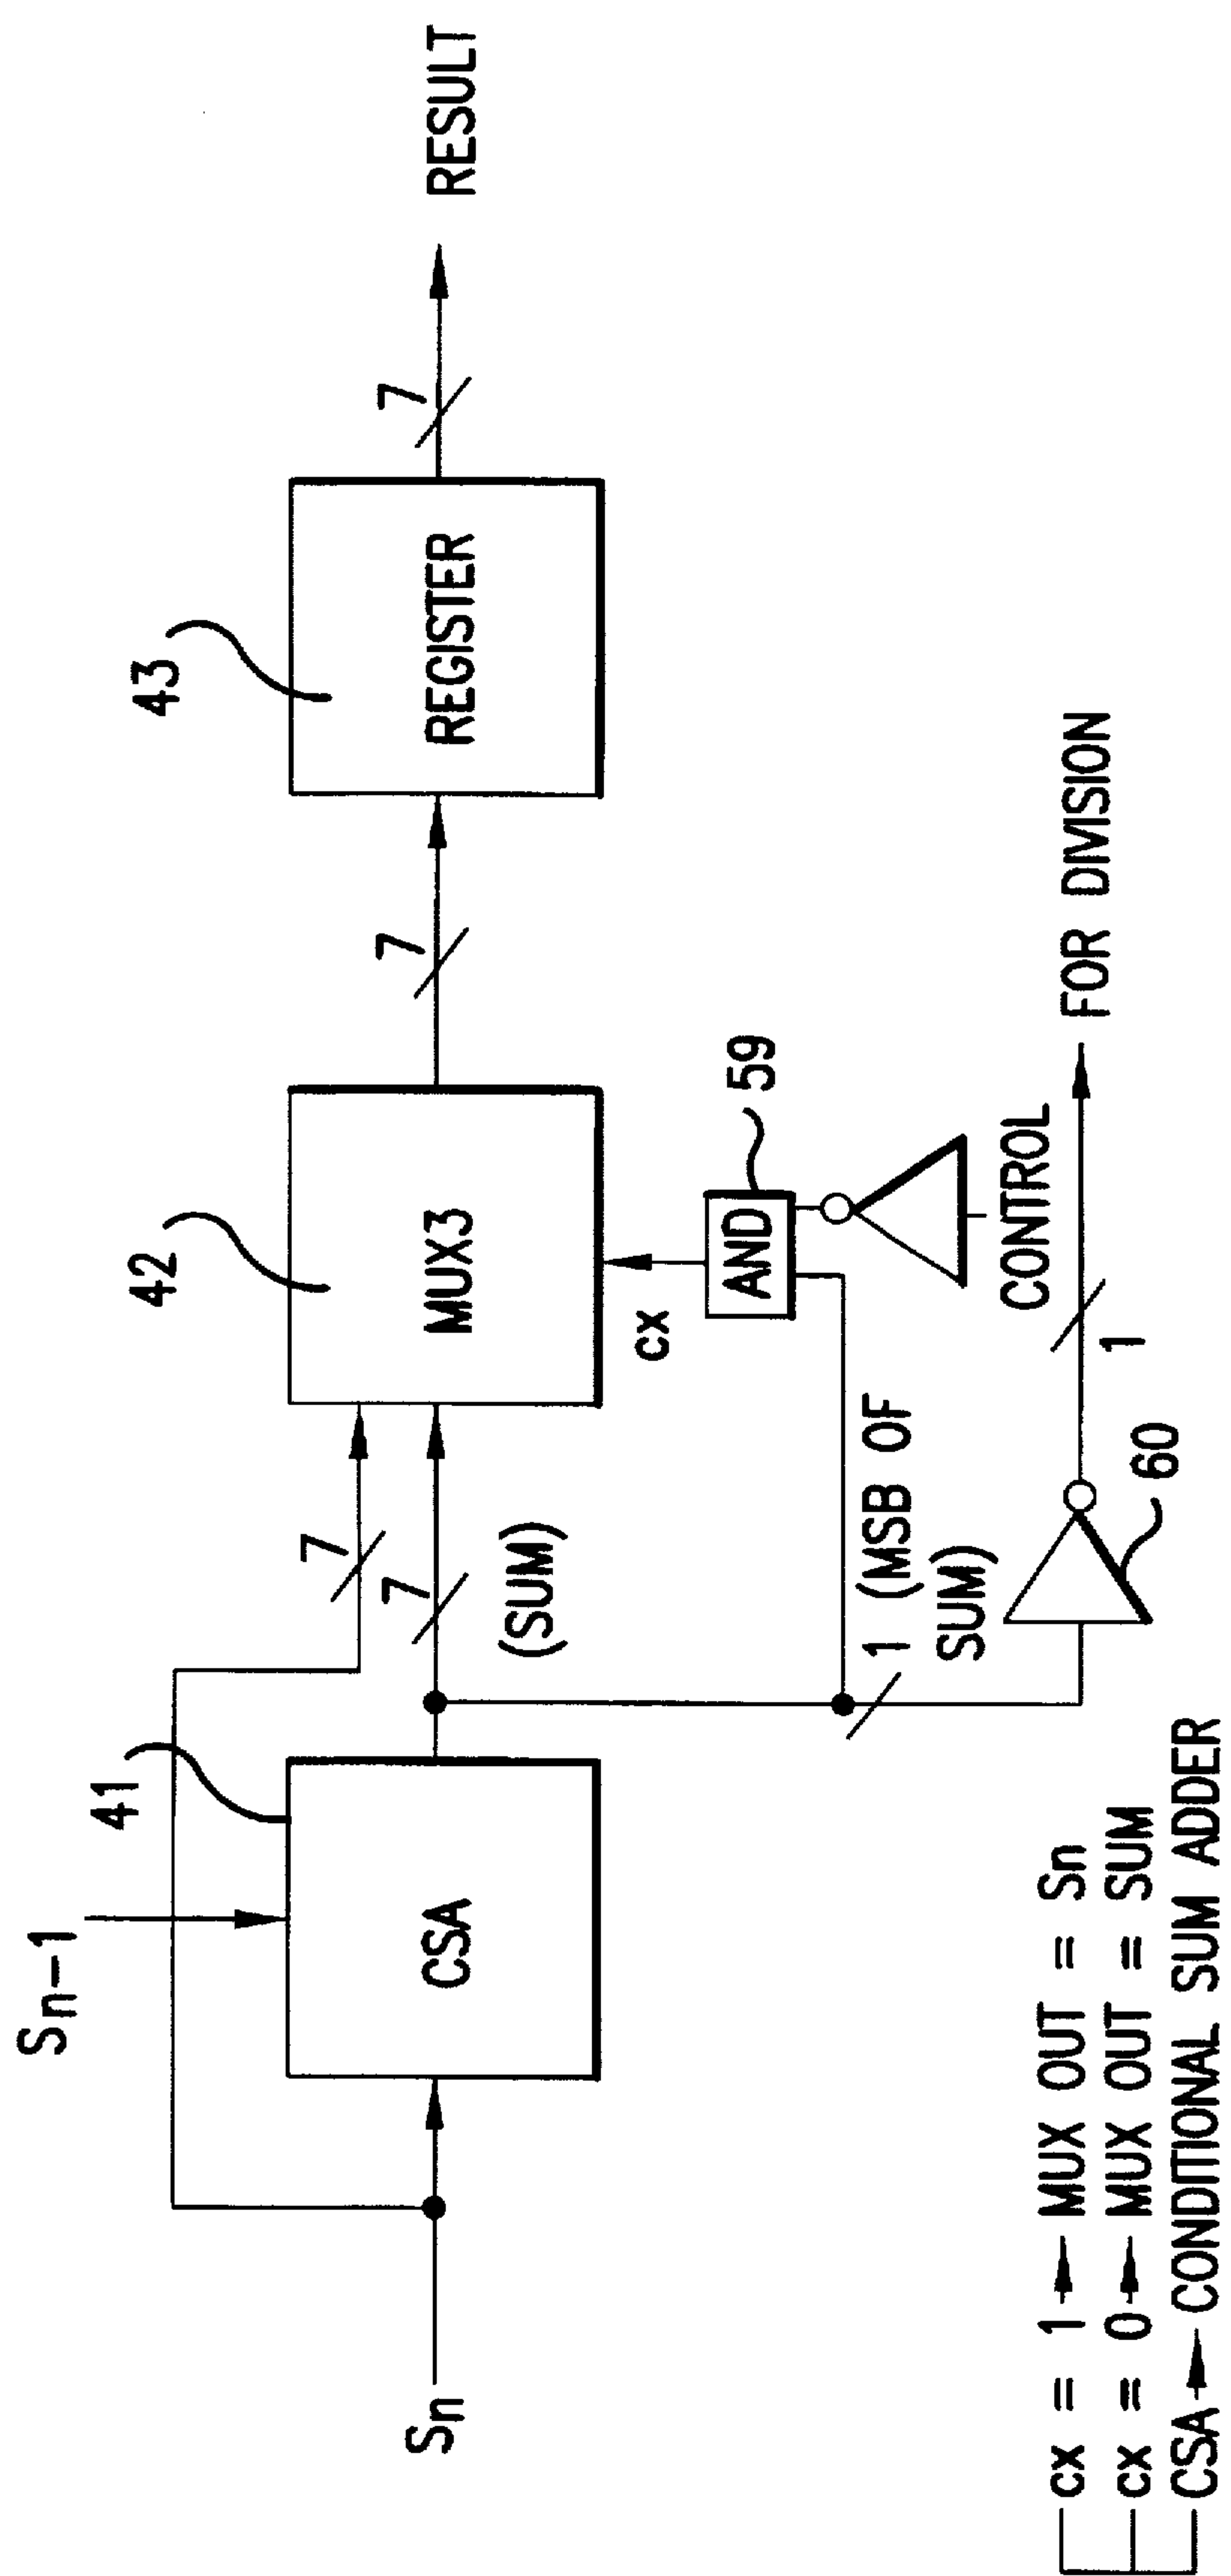 Sn-1
Sn
41
CSA
7
7
(SUM)
42
MUX3
7
43
REGISTER
7
RESULT
cx
AND
59
CONTROL
1 (MSB OF
SUM)
60
1
FOR DIVISION
cx = 1 → MUX OUT = Sn
cx = 0 → MUX OUT = SUM
CSA → CONDITIONAL SUM ADDER